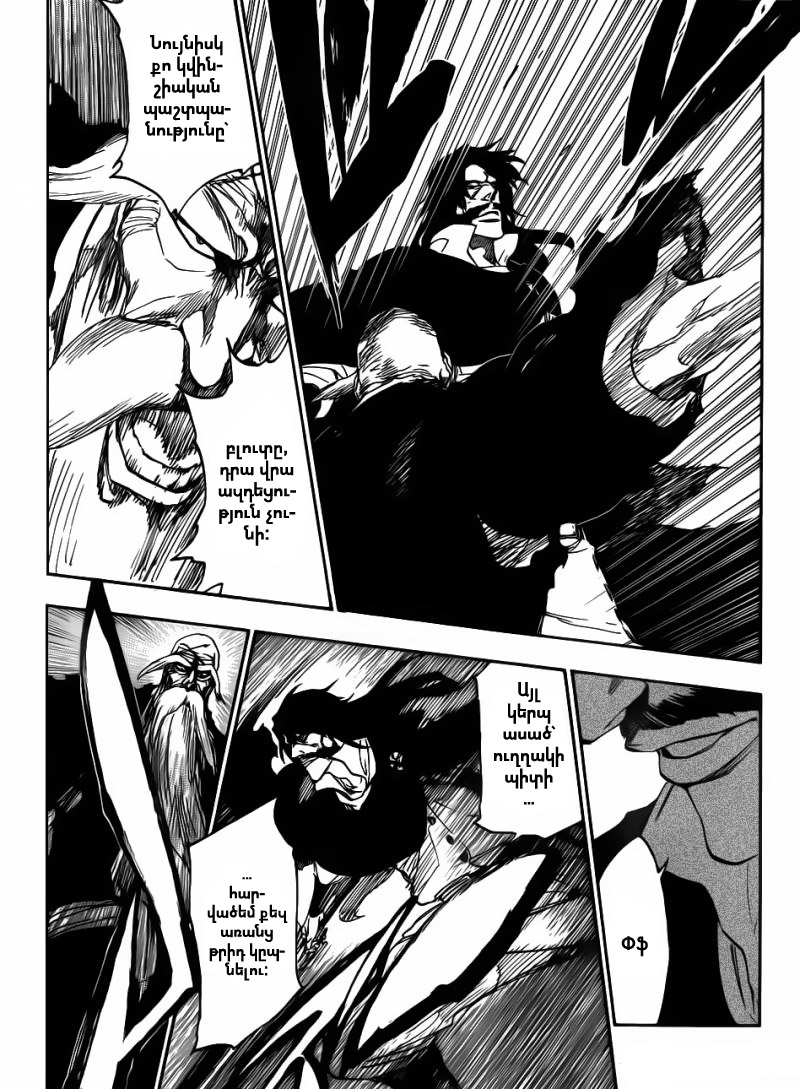 Նույնիսկ
քո կվին-
շիական
պաշտպա-
նությունը՝
բլուտը,
դրա վրա
ազդեցու-
թյուն չու-
նի:
Փֆ
Այլ
կերպ
ասած՝
ուղղակի
պիտի
...
...
հար-
վածեմ քեզ
առանց
թրիդ կըպ-
նելու: